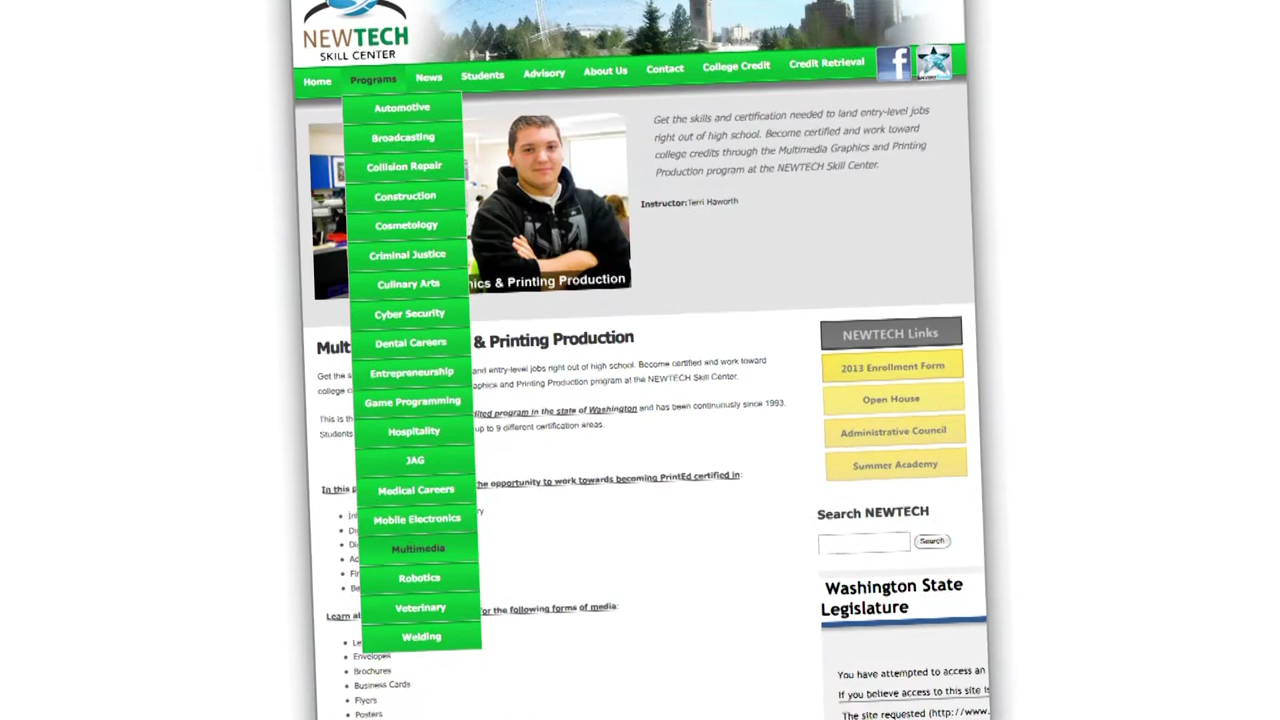 NEWTECH
SKILL CENTER
Home Programs News Students Advisory About Us Contact College Credit Credit Retrieval
f
Automotive
Broadcasting
Collision Repair
Construction
Cosmetology
Criminal Justice
Culinary Arts
Cyber Security
Dental Careers
Entrepreneurship
Game Programming
Hospitality
JAG
Medical Careers
Mobile Electronics
Multimedia
Robotics
Veterinary
Welding
& Printing Production
Get the skills and certification needed to land entry-level jobs
right out of high school. Become certified and work toward
college credits through the Multimedia Graphics and Printing
Production program at the NEWTECH Skill Center.
Instructor: Terri Haworth
& Printing Production
Get the and entry-level jobs right out of high school. Become certified and work toward
college and Printing Production program at the NEWTECH Skill Center.
This is program in the state of Washington and has been continuously since 1993.
Students up to 9 different certification areas.
In this the opportunity to work towards becoming PrintEd certified in:
Learn for the following forms of media:
Envelopes
Brochures
Business Cards
Flyers
Posters
NEWTECH Links
2013 Enrollment Form
Open House
Administrative Council
Summer Academy
Search NEWTECH
Search
Washington State
Legislature
You have attempted to access an
If you believe access to this site
The site requested (http://www.